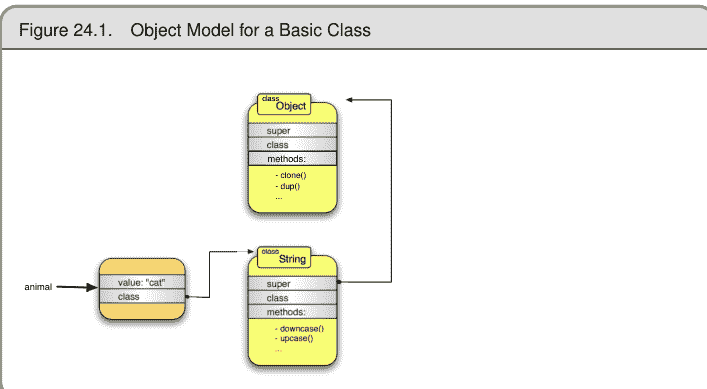 Figure 24.1. Object Model for a Basic Class
class
Object
super
class
methods:
- clone()
- dup()
...
animal
value: "cat"
class
class
String
super
class
methods:
- downcase()
- upcase()
...